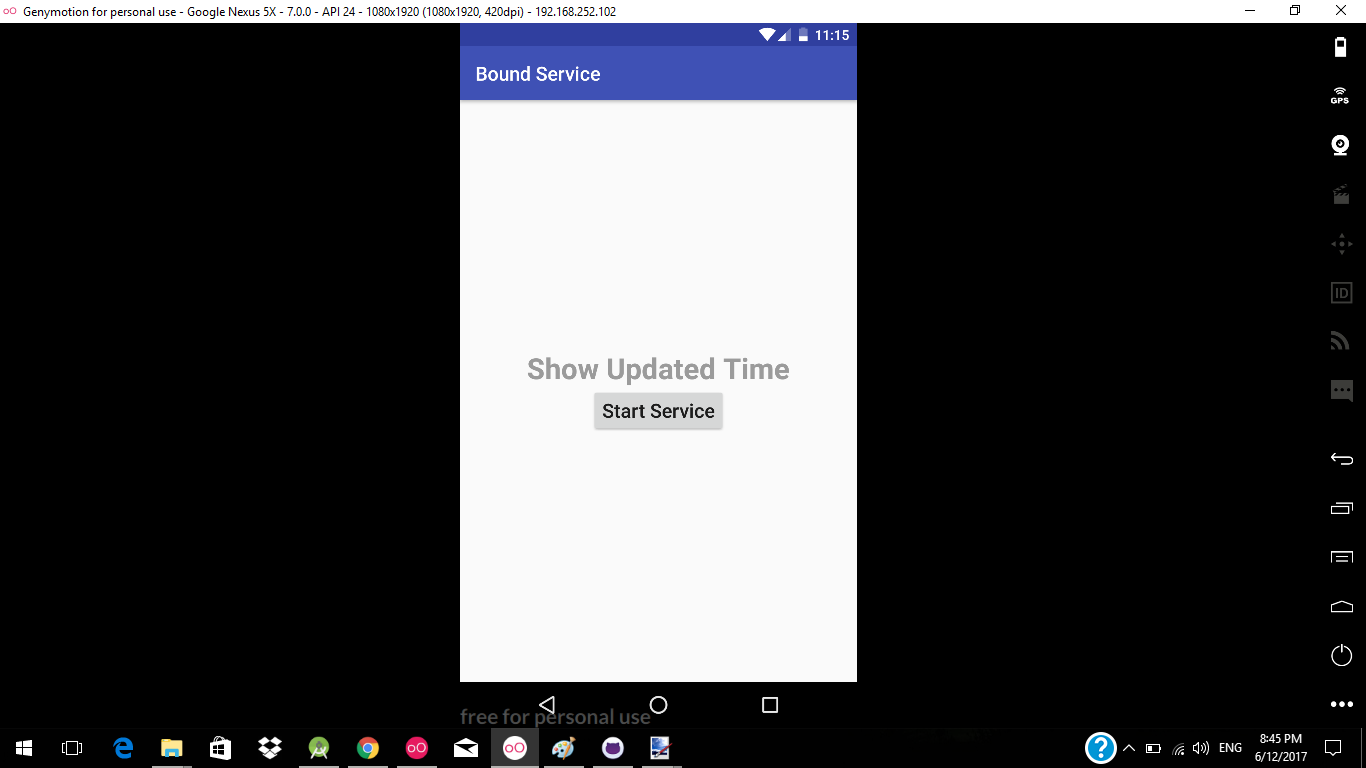 Genymotion for personal use - Google Nexus 5X - 7.0.0 - API 24 - 1080x1920 (1080x1920, 420dpi) - 192.168.252.102
11:15
Bound Service
GPS
ID
Show Updated Time
Start Service
free for personal use
ENG
8:45 PM
6/12/2017